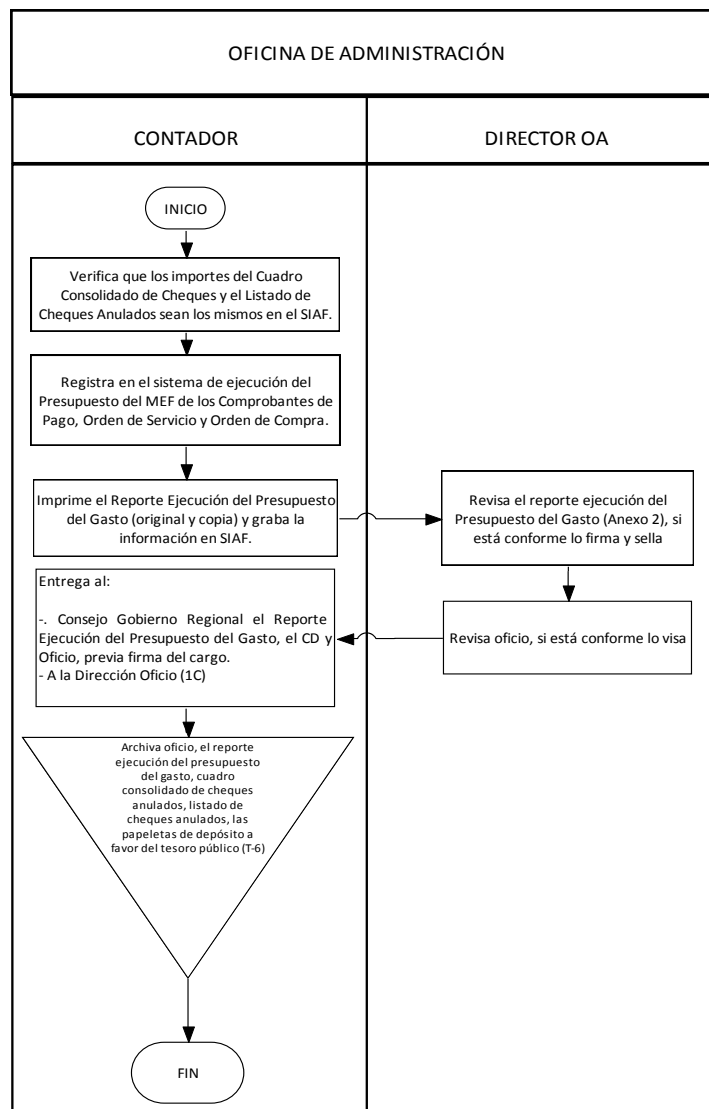 OFICINA DE ADMINISTRACIÓN
CONTADOR
DIRECTOR OA
INICIO
Verifica que los importes del Cuadro
Consolidado de Cheques y el Listado de
Cheques Anulados sean los mismos en el SIAF.
Registra en el sistema de ejecución del
Presupuesto del MEF de los Comprobantes de
Pago, Orden de Servicio y Orden de Compra.
Imprime el Reporte Ejecución del Presupuesto
del Gasto (original y copia) y graba la
información en SIAF.
Revisa el reporte ejecución del
Presupuesto del Gasto (Anexo 2), si
está conforme lo firma y sella
Revisa oficio, si está conforme lo visa
Entrega al:
-. Consejo Gobierno Regional el Reporte
Ejecución del Presupuesto del Gasto, el CD y
Oficio, previa firma del cargo.
- A la Dirección Oficio (1C)
Archiva oficio, el reporte
ejecución del presupuesto
del gasto, cuadro
consolidado de cheques
anulados, listado de
cheques anulados, las
papeletas de depósito a
favor del tesoro público (T-6)
FIN